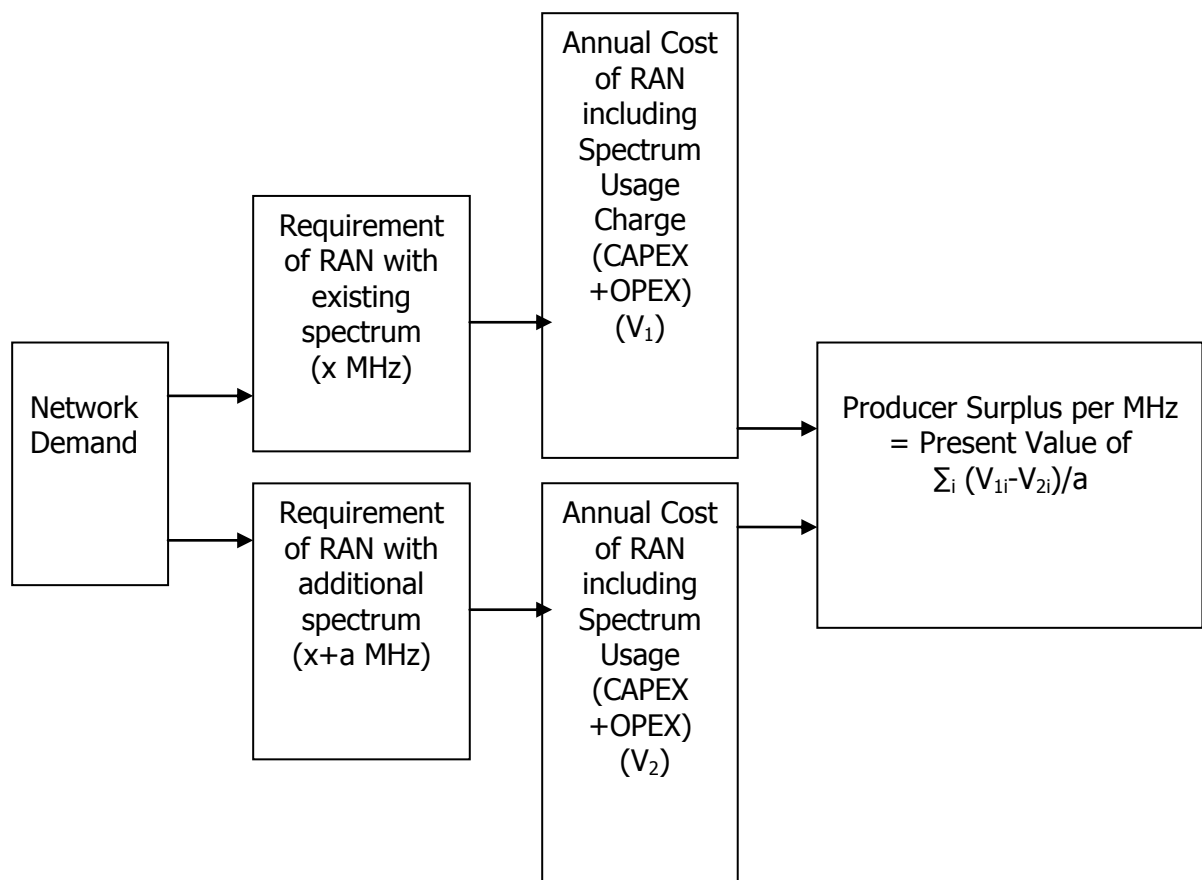 Network
Demand
Requirement
of RAN with
existing
spectrum
(x MHz)
Annual Cost
of RAN
including
Spectrum
Usage
Charge
(CAPEX
+OPEX)
(V₁)
Requirement
of RAN with
additional
spectrum
(x+a MHz)
Annual Cost
of RAN
including
Spectrum
Usage
(CAPEX
+OPEX)
(V₂)
Producer Surplus per MHz
= Present Value of
∑ᵢ (V₁ᵢ-V₂ᵢ)/a